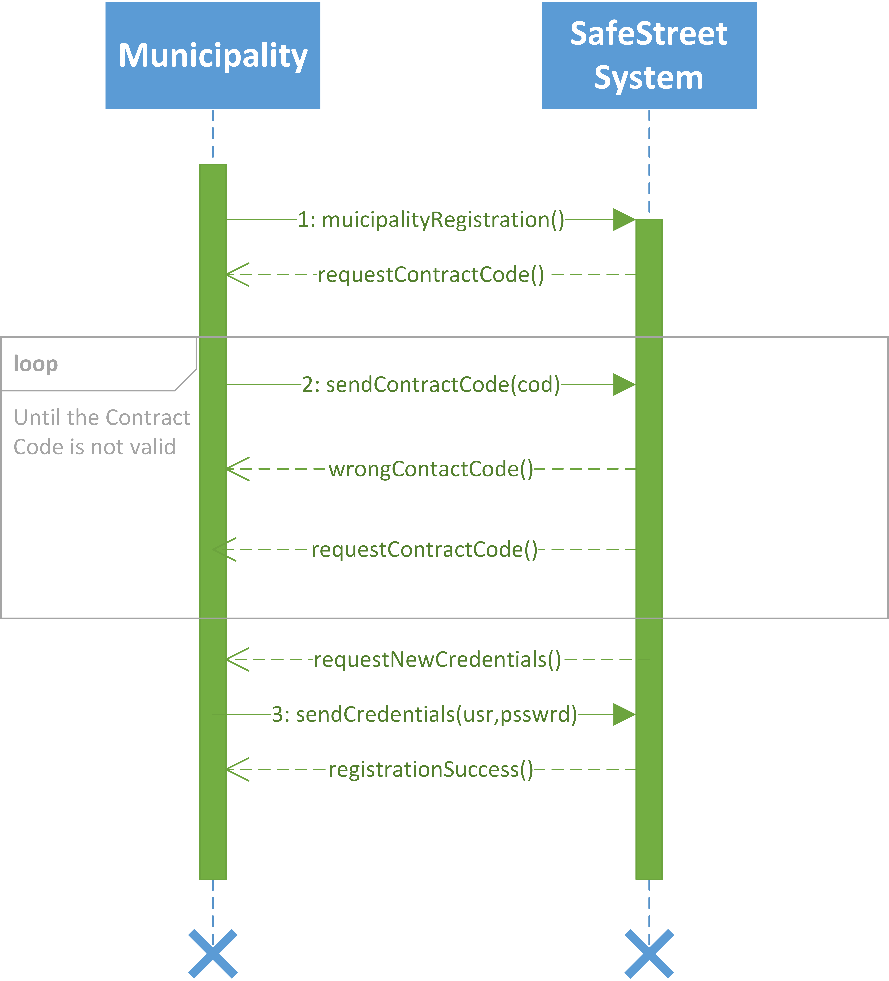 Municipality
SafeStreet
System
1: muicipalityRegistration()
requestContractCode()
loop
Until the Contract
Code is not valid
2: sendContractCode(cod)
wrongContactCode()
requestContractCode()
requestNewCredentials()
3: sendCredentials(usr,psswrd)
registrationSuccess()